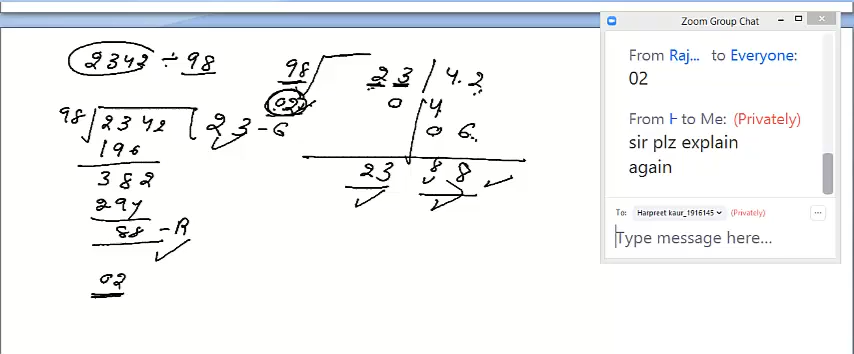 2342 ÷ 98
98 2342 23 - G
196
382
294
88 - R
02
98
02
23 / 4 2
0 4
0 6
23 8 8
Zoom Group Chat
From Raj... to Everyone:
02
From H to Me: (Privately)
sir plz explain
again
To: Harpreet kaur_1916145 (Privately) ...
Type message here...